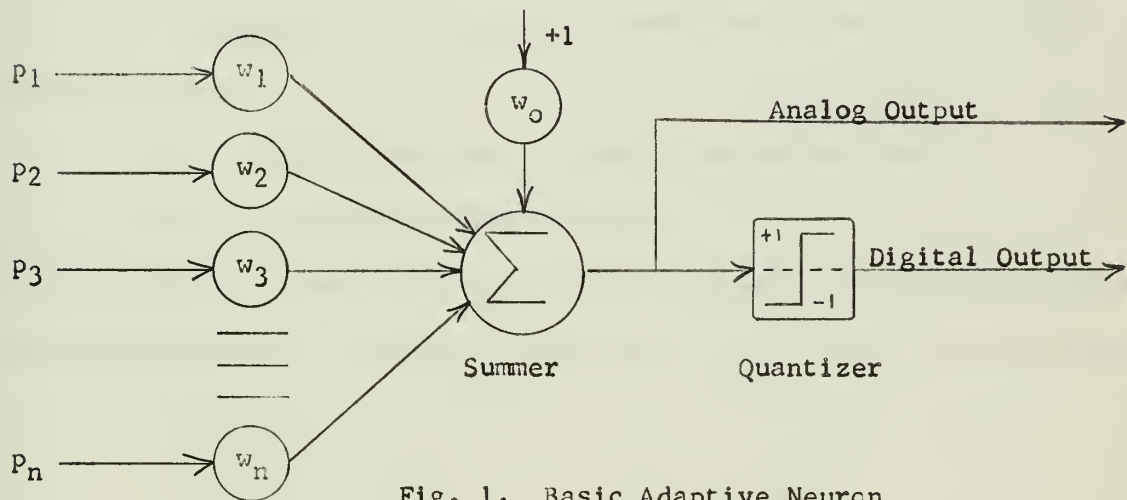 +1
p1 w1
wo
Analog Output
p2 w2
p3 w3
Σ
+1
-1
Digital Output
Summer
Quantizer
pn wn
Fig. 1. Basic Adaptive Neuron